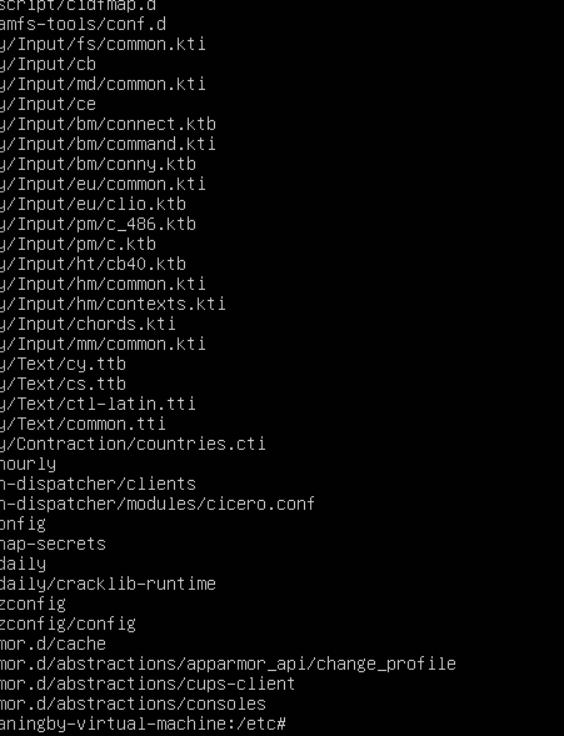 script/cidfmap.d
amfs-tools/conf.d
y/Input/fs/common.kti
y/Input/cb
y/Input/md/common.kti
y/Input/ce
y/Input/bm/connect.ktb
y/Input/bm/command.kti
y/Input/bm/conny.ktb
y/Input/eu/common.kti
y/Input/eu/clio.ktb
y/Input/pm/c_486.ktb
y/Input/pm/c.ktb
y/Input/ht/cb40.ktb
y/Input/hm/common.kti
y/Input/hm/contexts.kti
y/Input/chords.kti
y/Input/mm/common.kti
y/Text/cy.ttb
y/Text/cs.ttb
y/Text/ctl-latin.tti
y/Text/common.tti
y/Contraction/countries.cti
hourly
h-dispatcher/clients
h-dispatcher/modules/cicero.conf
onfig
hap-secrets
daily
daily/cracklib-runtime
zconfig
zconfig/config
mor.d/cache
mor.d/abstractions/apparmor_api/change_profile
mor.d/abstractions/cups-client
mor.d/abstractions/consoles
aningby-virtual-machine:/etc#